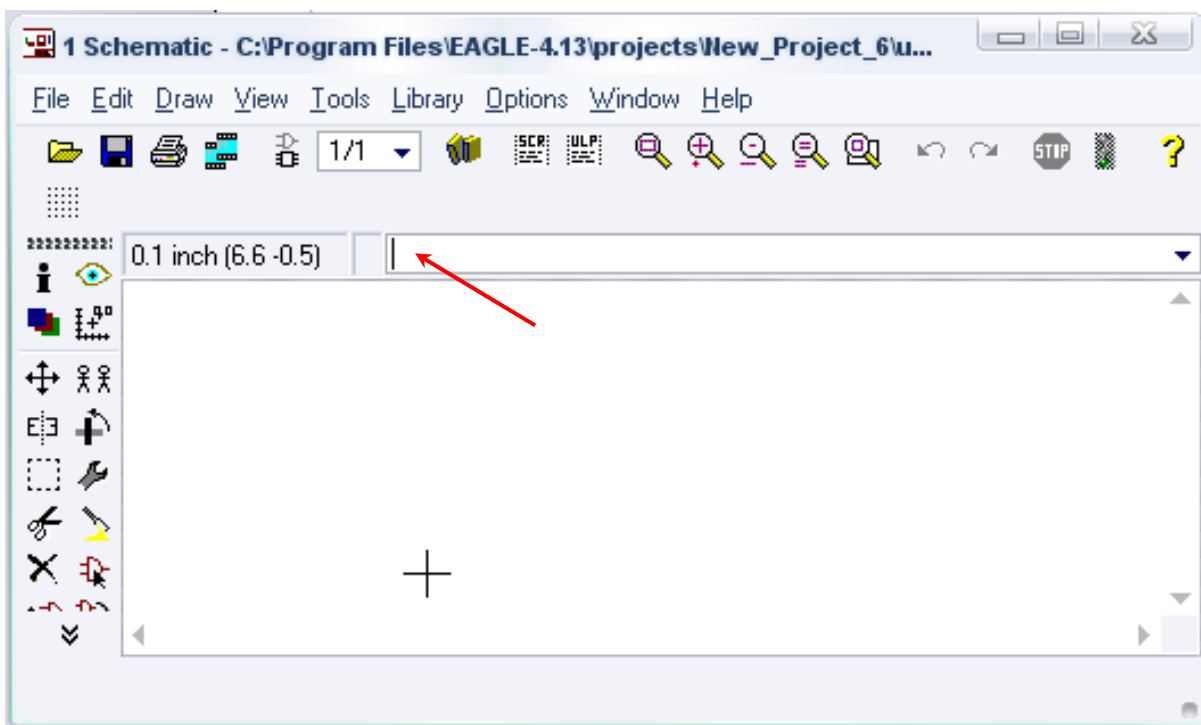 1 Schematic - C:\Program Files\EAGLE-4.13\projects\New_Project_6\u...
File Edit Draw View Tools Library Options Window Help
1/1 SCR ULP STOP ?
0.1 inch (6.6 -0.5)